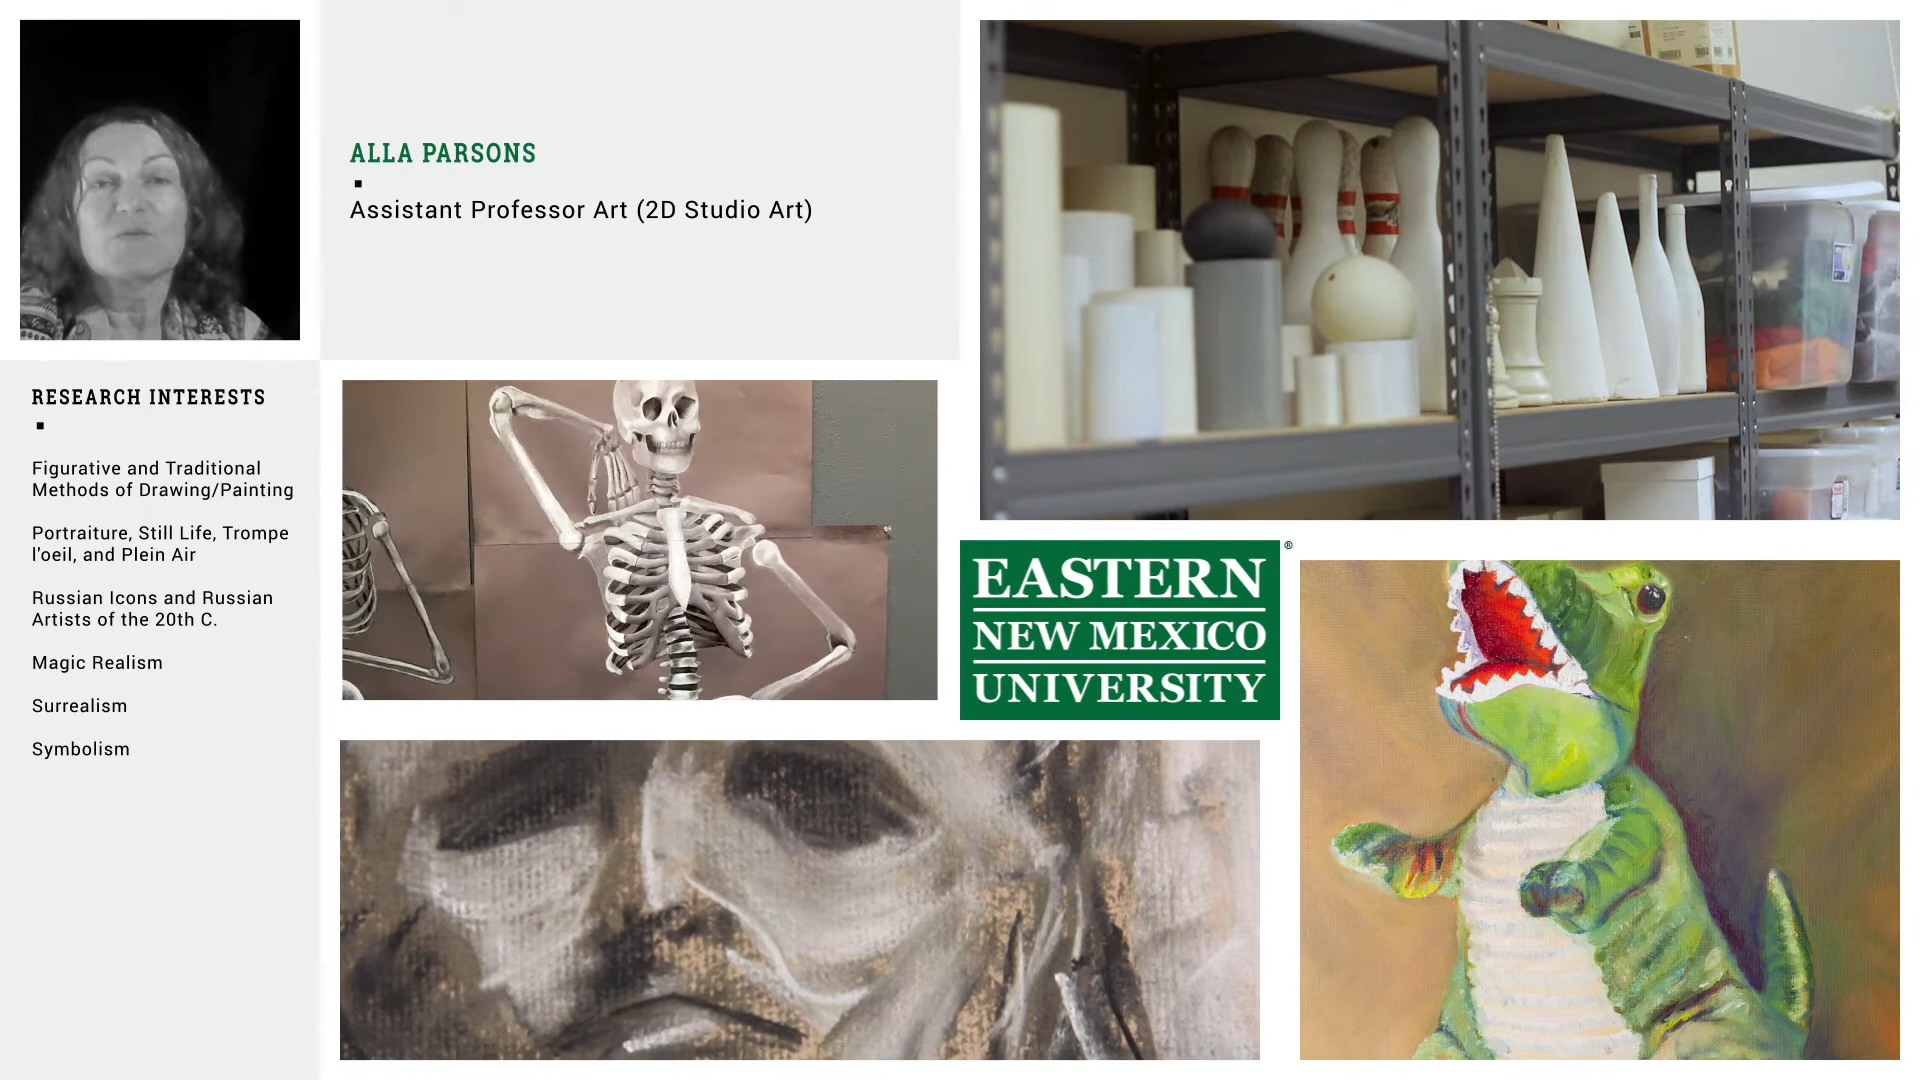 ALLA PARSONS
Assistant Professor Art (2D Studio Art)
RESEARCH INTERESTS
Figurative and Traditional
Methods of Drawing/Painting
Portraiture, Still Life, Trompe
l'oeil, and Plein Air
Russian Icons and Russian
Artists of the 20th C.
Magic Realism
Surrealism
Symbolism
EASTERN ®
NEW MEXICO
UNIVERSITY